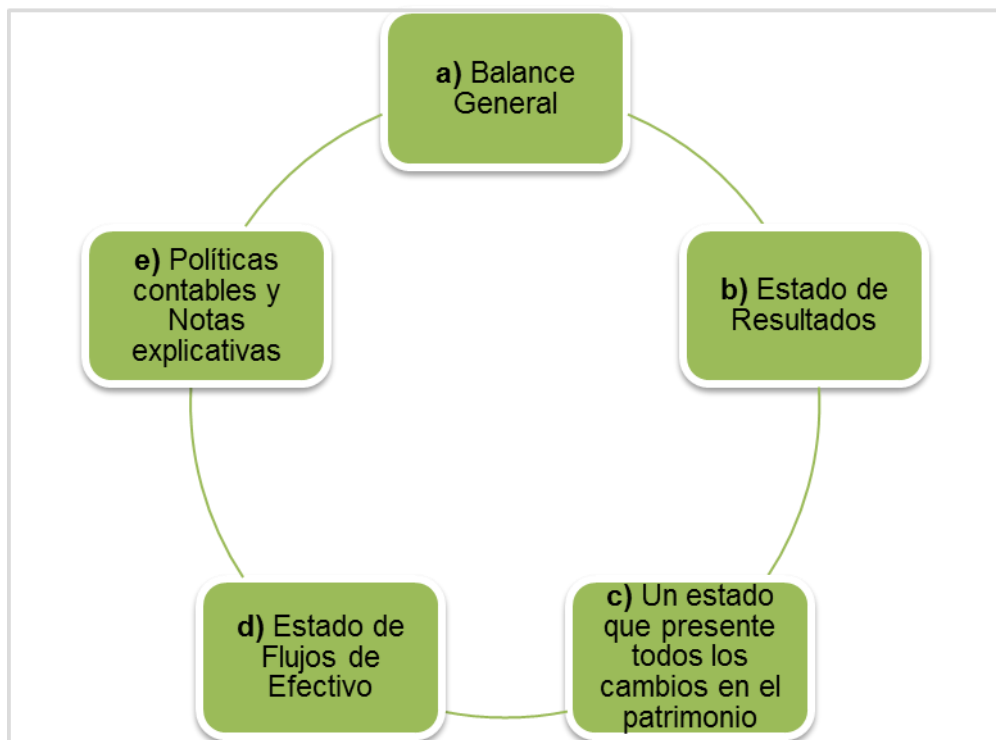 a) Balance
General
b) Estado de
Resultados
c) Un estado
que presente
todos los
cambios en el
patrimonio
d) Estado de
Flujos de
Efectivo
e) Políticas
contables y
Notas
explicativas